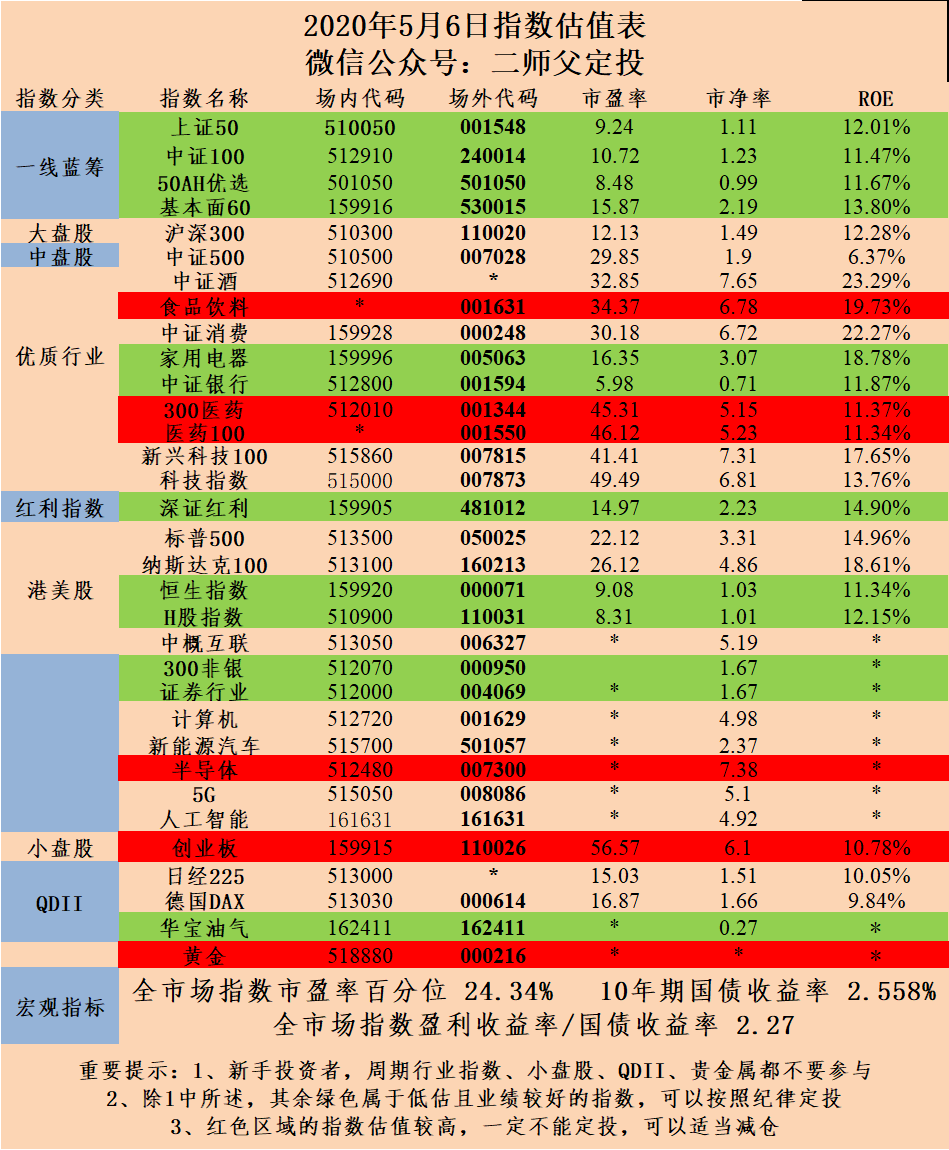 2020年5月6日指数估值表
微信公众号：二师父定投
指数分类 指数名称 场内代码 场外代码 市盈率 市净率 ROE
一线蓝筹
上证50 510050 001548 9.24 1.11 12.01%
中证100 512910 240014 10.72 1.23 11.47%
50AH优选 501050 501050 8.48 0.99 11.67%
基本面60 159916 530015 15.87 2.19 13.80%
大盘股 沪深300 510300 110020 12.13 1.49 12.28%
中盘股 中证500 510500 007028 29.85 1.9 6.37%
优质行业
中证酒 512690 * 32.85 7.65 23.29%
食品饮料 * 001631 34.37 6.78 19.73%
中证消费 159928 000248 30.18 6.72 22.27%
家用电器 159996 005063 16.35 3.07 18.78%
中证银行 512800 001594 5.98 0.71 11.87%
300医药 512010 001344 45.31 5.15 11.37%
医药100 * 001550 46.12 5.23 11.34%
新兴科技100 515860 007815 41.41 7.31 17.65%
科技指数 515000 007873 49.49 6.81 13.76%
红利指数 深证红利 159905 481012 14.97 2.23 14.90%
港美股
标普500 513500 050025 22.12 3.31 14.96%
纳斯达克100 513100 160213 26.12 4.86 18.61%
恒生指数 159920 000071 9.08 1.03 11.34%
H股指数 510900 110031 8.31 1.01 12.15%
中概互联 513050 006327 * 5.19 *
300非银 512070 000950 1.67 *
证券行业 512000 004069 * 1.67 *
计算机 512720 001629 * 4.98 *
新能源汽车 515700 501057 * 2.37 *
半导体 512480 007300 * 7.38 *
5G 515050 008086 * 5.1 *
人工智能 161631 161631 * 4.92 *
小盘股 创业板 159915 110026 56.57 6.1 10.78%
QDII
日经225 513000 * 15.03 1.51 10.05%
德国DAX 513030 000614 16.87 1.66 9.84%
华宝油气 162411 162411 * 0.27 *
黄金 518880 000216 * * *
宏观指标
全市场指数市盈率百分位 24.34% 10年期国债收益率 2.558%
全市场指数盈利收益率/国债收益率 2.27
重要提示：1、新手投资者，周期行业指数、小盘股、QDII、贵金属都不要参与
2、除1中所述，其余绿色属于低估且业绩较好的指数，可以按照纪律定投
3、红色区域的指数估值较高，一定不能定投，可以适当减仓